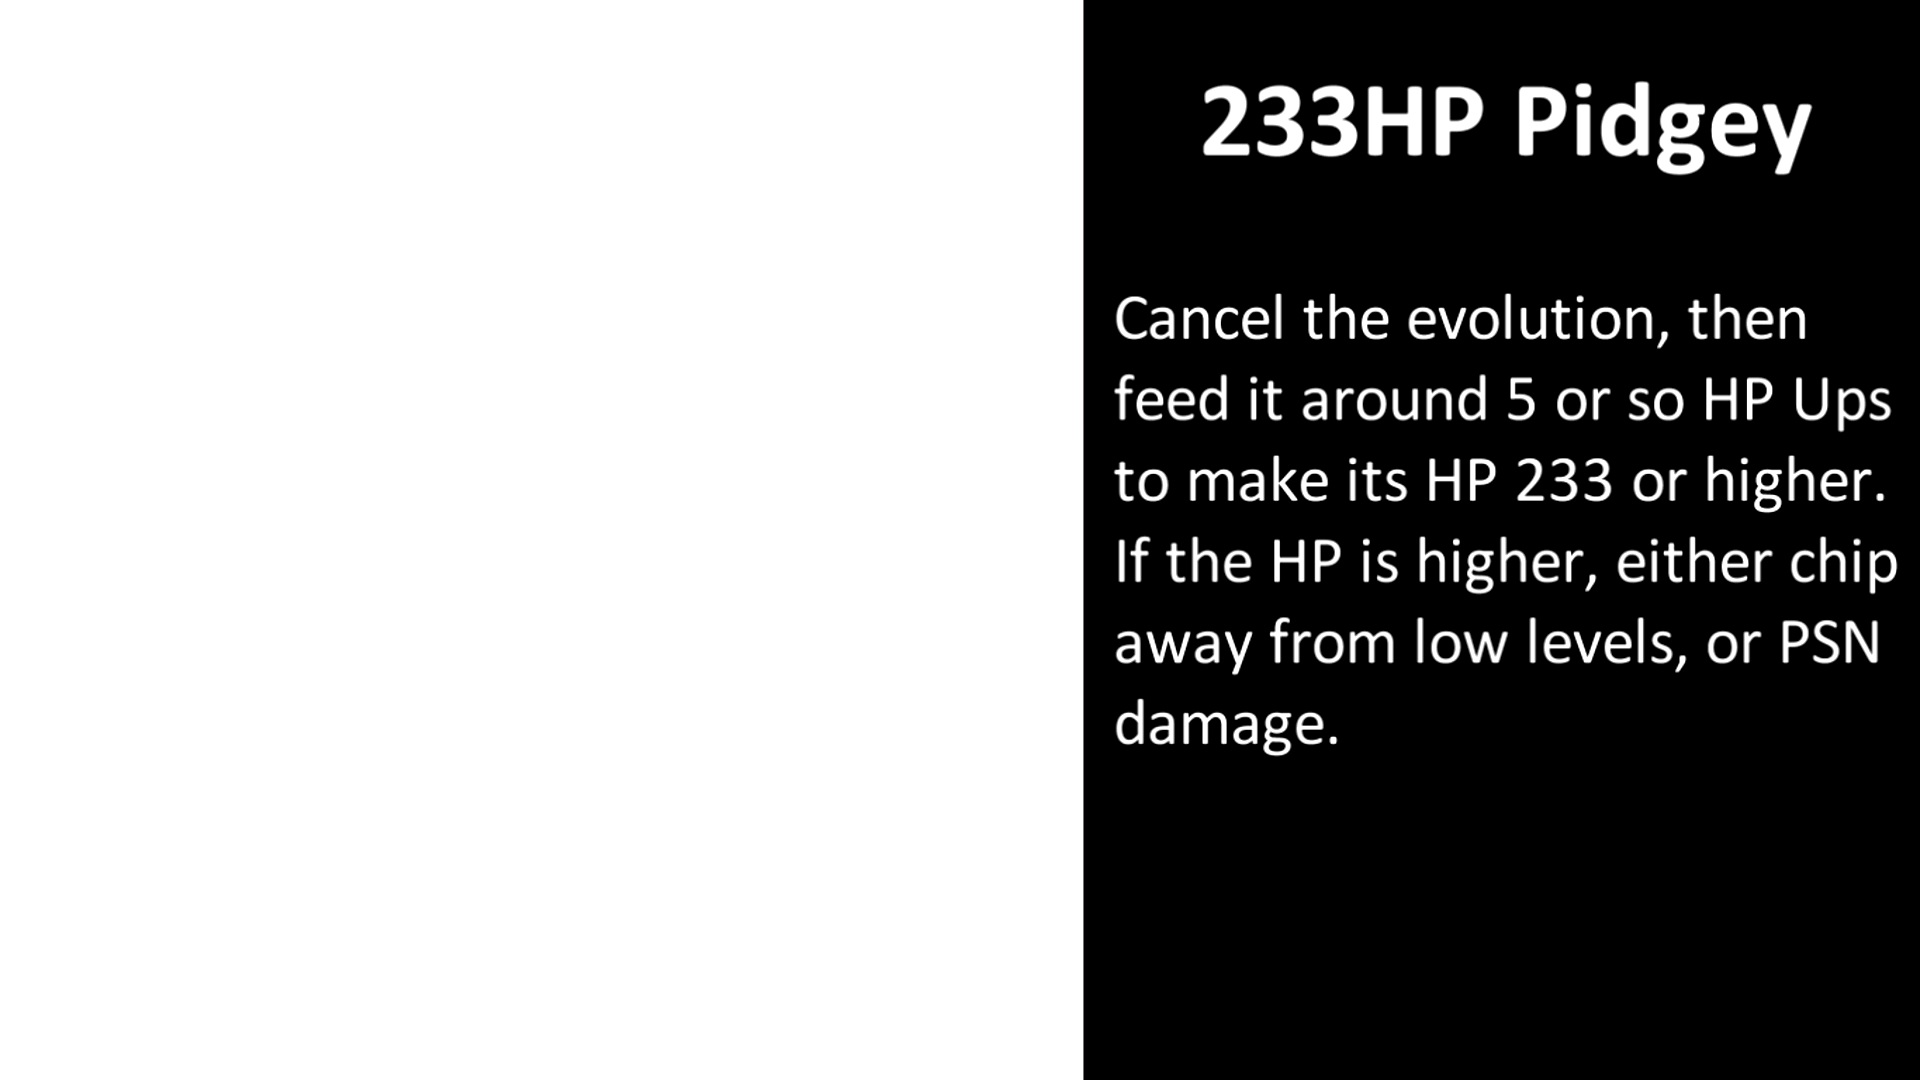 233HP Pidgey
Cancel the evolution, then
feed it around 5 or so HP Ups
to make its HP 233 or higher.
If the HP is higher, either chip
away from low levels, or PSN
damage.